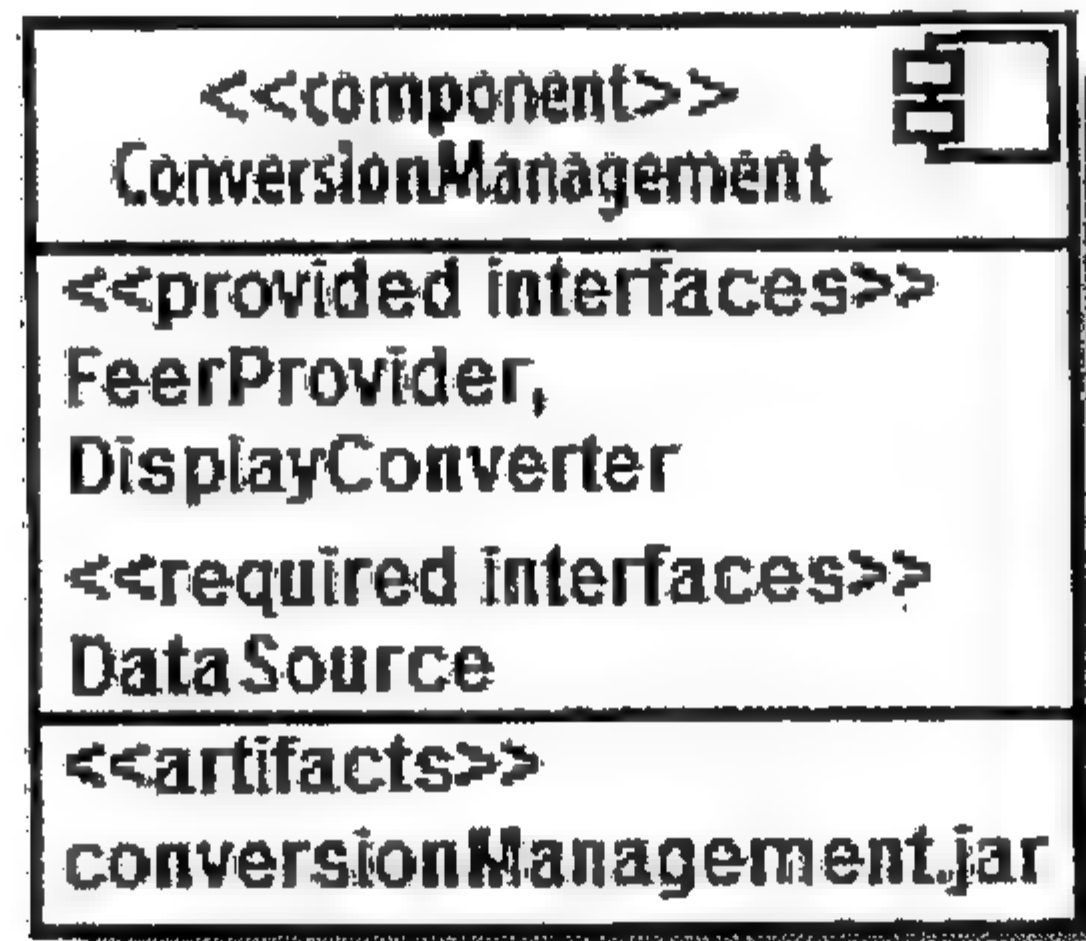 <<component>>
ConversionManagement
<<provided interfaces>>
FeerProvider,
DisplayConverter
<<required interfaces>>
DataSource
<<artifacts>>
conversionManagement.jar